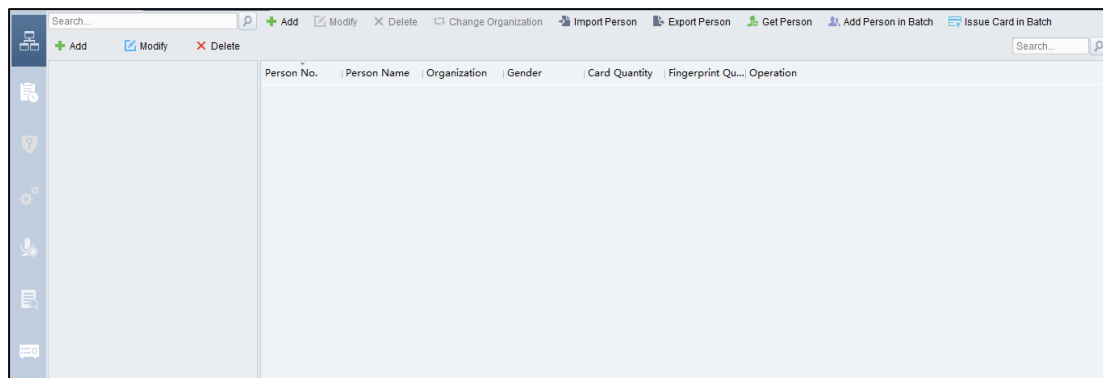 Search... Add Modify Delete Change Organization Import Person Export Person Get Person Add Person in Batch Issue Card in Batch
Add Modify Delete Search...
Person No. Person Name Organization Gender Card Quantity Fingerprint Qu... Operation